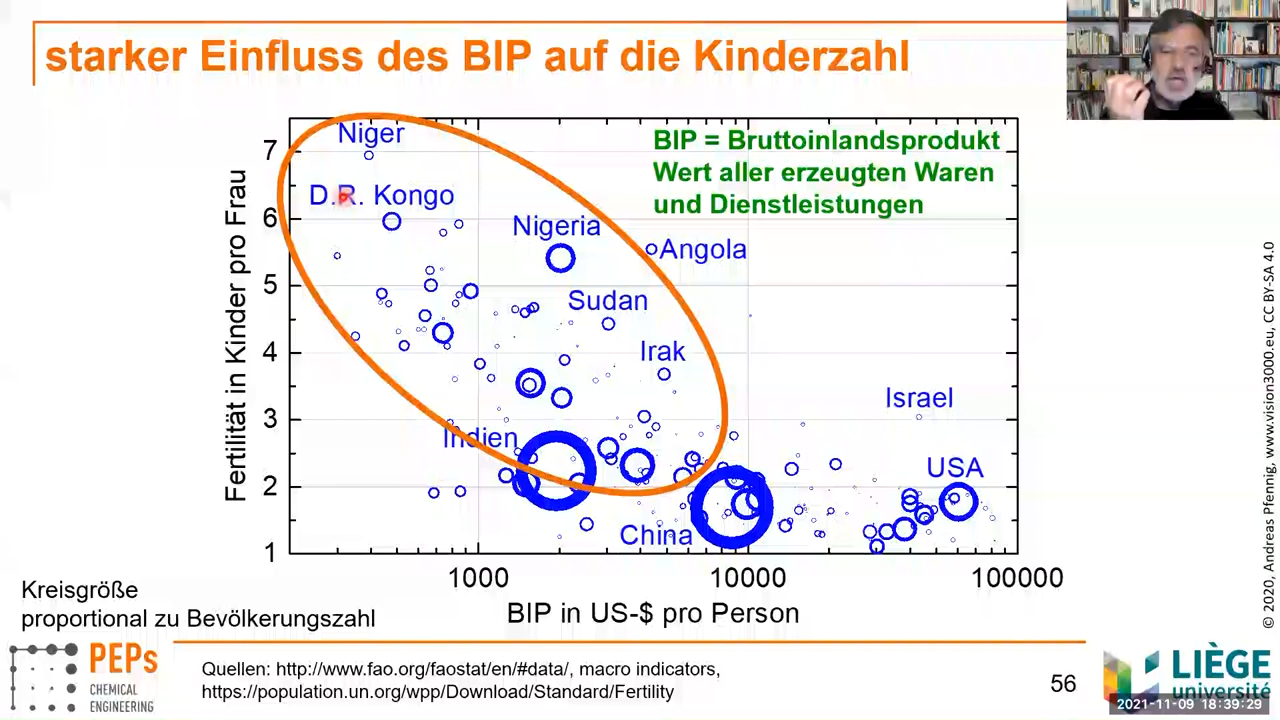 starker Einfluss des BIP auf die Kinderzahl
BIP = Bruttoinlandsprodukt
Wert aller erzeugten Waren
und Dienstleistungen
Fertilität in Kinder pro Frau
7
6
5
4
3
2
1
Niger
D.R. Kongo
Nigeria
Angola
Sudan
Irak
Israel
Indien
USA
China
1000
10000
100000
BIP in US-$ pro Person
Kreisgröße
proportional zu Bevölkerungszahl
© 2020, Andreas Pfennig, www.vision3000.eu, CC BY-SA 4.0
PEPs
CHEMICAL
ENGINEERING
Quellen: http://www.fao.org/faostat/en/#data/, macro indicators,
https://population.un.org/wpp/Download/Standard/Fertility
56
LIÈGE
université
2021-11-09 18:39:29